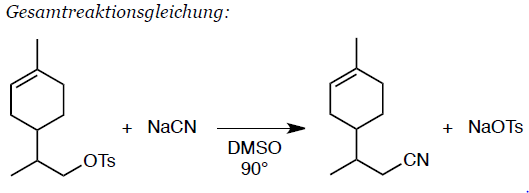 Gesamtreaktionsgleichung:
OTs + NaCN DMSO 90° CN + NaOTs
.